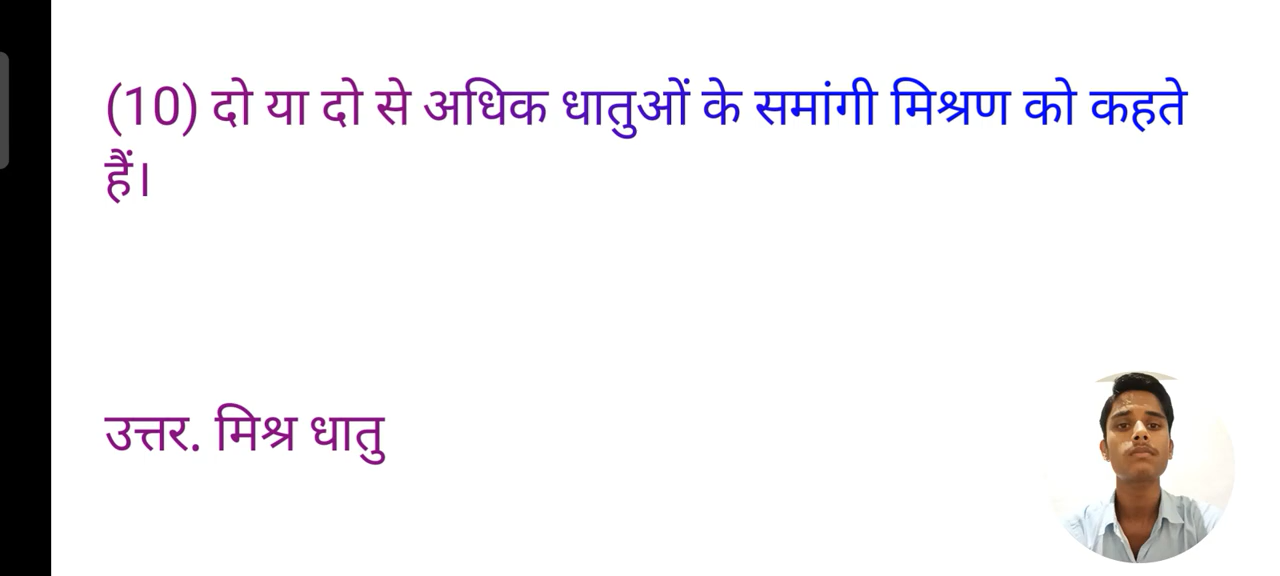 (10) दो या दो से अधिक धातुओं के समांगी मिश्रण को कहते
हैं।
उत्तर. मिश्र धातु